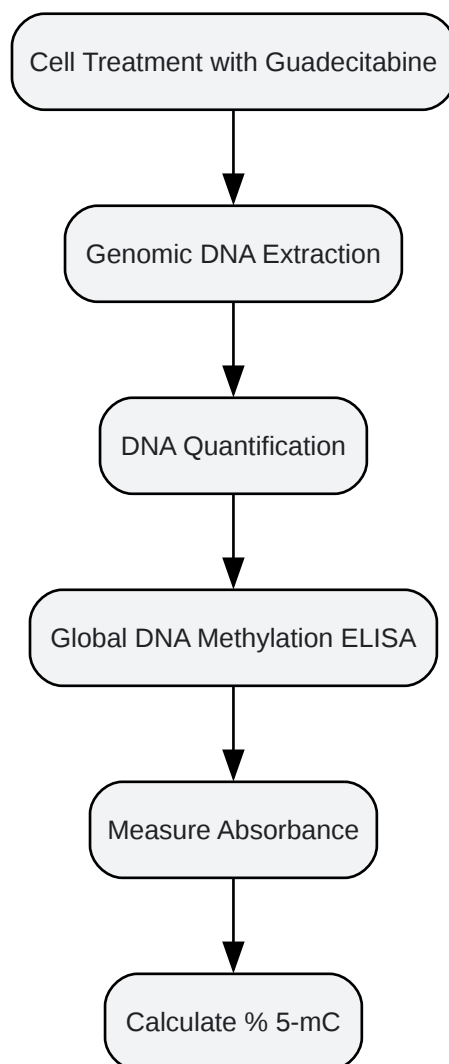 Cell Treatment with Guadecitabine
Genomic DNA Extraction
DNA Quantification
Global DNA Methylation ELISA
Measure Absorbance
Calculate % 5-mC